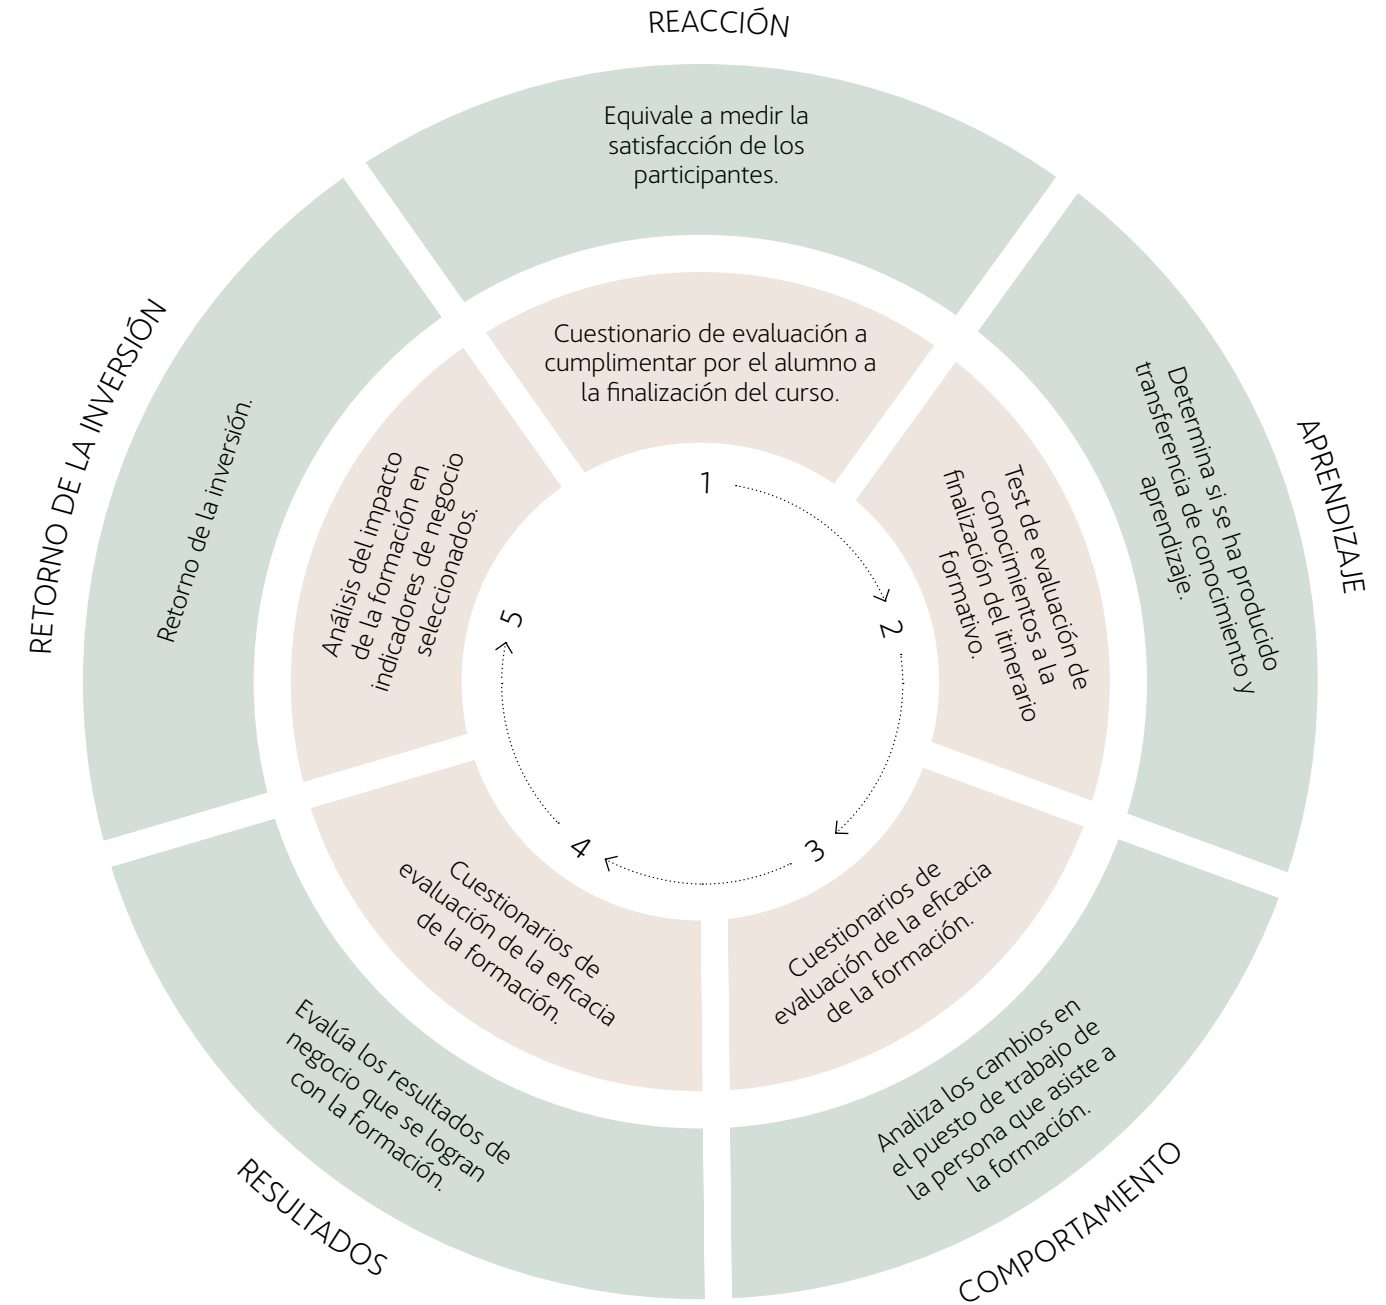 REACCIÓN
Equivale a medir la
satisfacción de los
participantes.
Cuestionario de evaluación a
cumplimentar por el alumno a
la finalización del curso.
1
APRENDIZAJE
Determina si se ha producido
transferencia de conocimiento y
aprendizaje.
Test de evaluación de
conocimientos a la
finalización del itinerario
formativo.
2
COMPORTAMIENTO
Analiza los cambios en
el puesto de trabajo de
la persona que asiste a
la formación.
Cuestionarios de
evaluación de la eficacia
de la formación.
3
RESULTADOS
Evalúa los resultados de
negocio que se logran
con la formación.
Cuestionarios de
evaluación de la eficacia
de la formación.
4
RETORNO DE LA INVERSIÓN
Retorno de la inversión.
Análisis del impacto
de la formación en
indicadores de negocio
seleccionados.
5